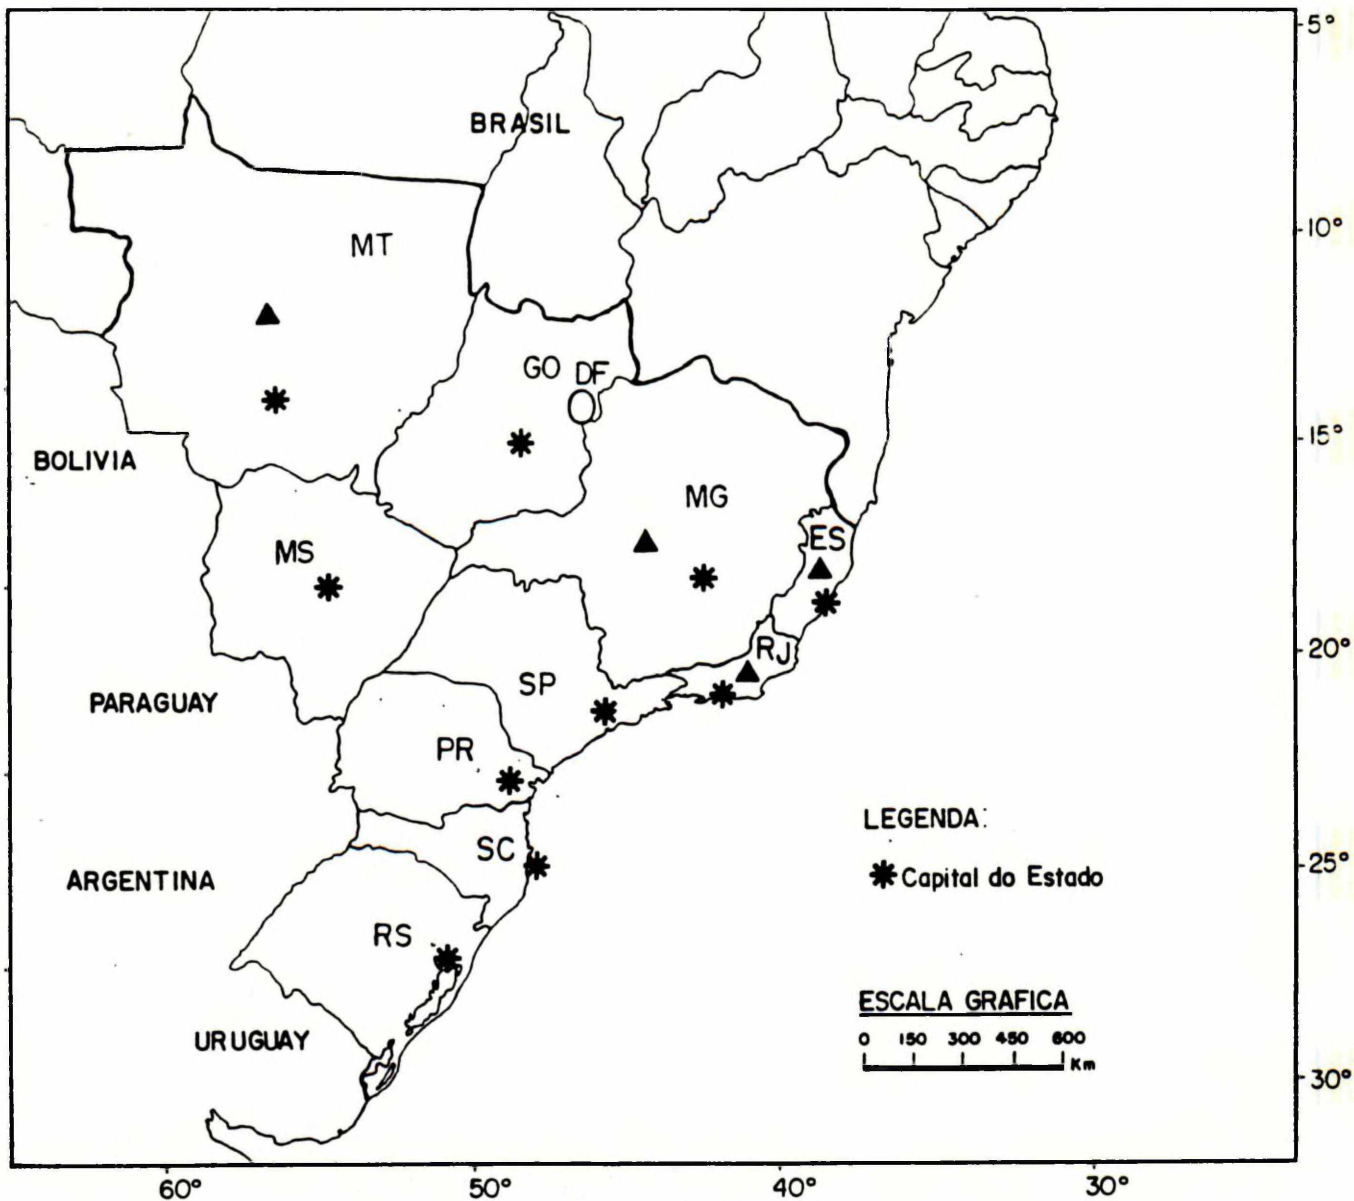 5°
BRASIL
MT
10°
GO
DF
15°
BOLIVIA
MG
ES
MS
RJ
20°
SP
PARAGUAY
PR
LEGENDA:
SC
25°
Capital do Estado
ARGENTINA
RS
ESCALA GRAFICA
0 150 300 450 600
Km
URUGUAY
30°
60° 50° 40° 30°